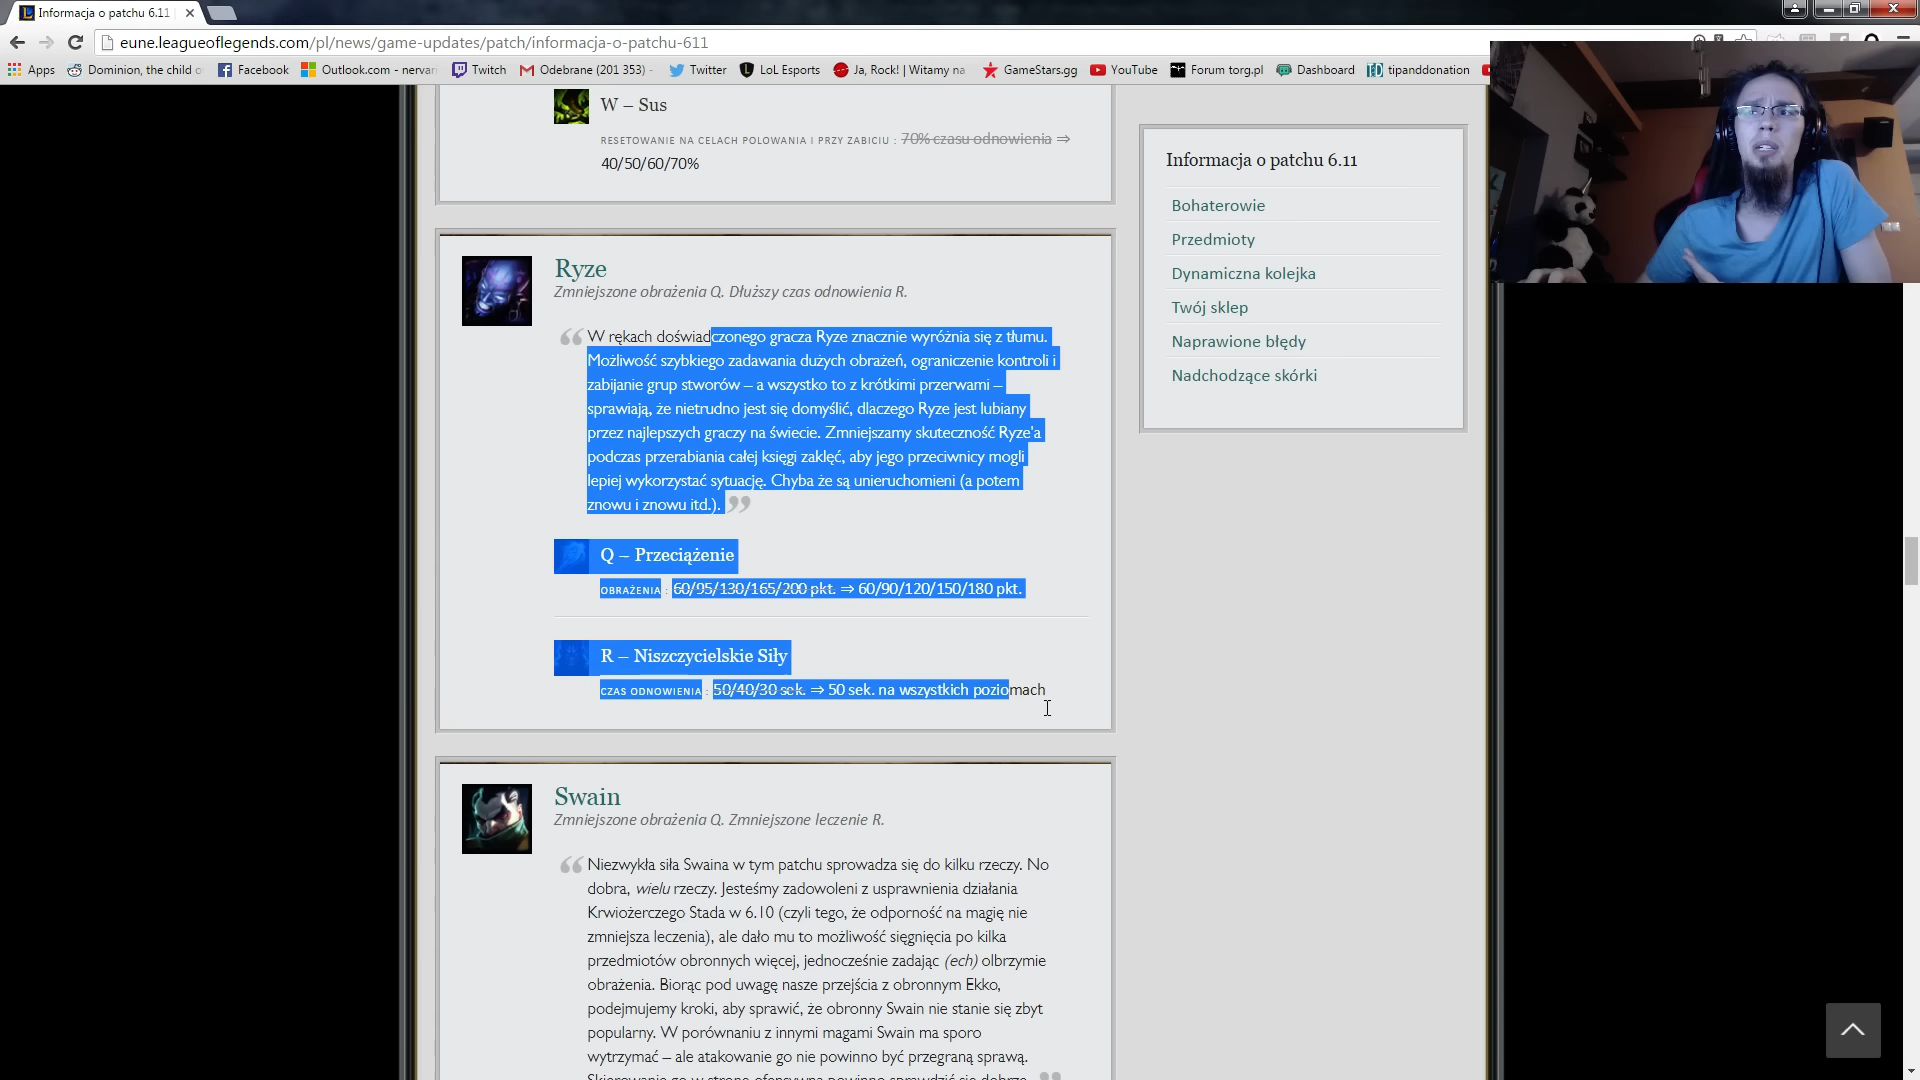 Informacja o patchu 6.11
eune.leagueoflegends.com/pl/news/game-updates/patch/informacja-o-patchu-611
Apps
Dominion, the child o
Facebook
Outlook.com - nervar
Twitch
Odebrane (201 353) -
Twitter
LoL Esports
Ja, Rock! | Witamy na
GameStars.gg
YouTube
Forum torg.pl
Dashboard
tipanddonation
W – Sus
RESETOWANIE NA CELACH POLOWANIA I PRZY ZABICIU : 70% czasu odnowienia ⇒
40/50/60/70%
Ryze
Zmniejszone obrażenia Q. Dłuższy czas odnowienia R.
W rękach doświadczonego gracza Ryze znacznie wyróżnia się z tłumu.
Możliwość szybkiego zadawania dużych obrażeń, ograniczenie kontroli i
zabijanie grup stworów – a wszystko to z krótkimi przerwami –
sprawiają, że nietrudno jest się domyślić, dlaczego Ryze jest lubiany
przez najlepszych graczy na świecie. Zmniejszamy skuteczność Ryze'a
podczas przerabiania całej księgi zaklęć, aby jego przeciwnicy mogli
lepiej wykorzystać sytuację. Chyba że są unieruchomieni (a potem
znowu i znowu itd.).
Q – Przeciążenie
OBRAŻENIA : 60/95/130/165/200 pkt. ⇒ 60/90/120/150/180 pkt.
R – Niszczycielskie Siły
CZAS ODNOWIENIA : 50/40/30 sek. ⇒ 50 sek. na wszystkich poziomach
Swain
Zmniejszone obrażenia Q. Zmniejszone leczenie R.
Niezwykła siła Swaina w tym patchu sprowadza się do kilku rzeczy. No
dobra, wielu rzeczy. Jesteśmy zadowoleni z usprawnienia działania
Krwiożerczego Stada w 6.10 (czyli tego, że odporność na magię nie
zmniejsza leczenia), ale dało mu to możliwość sięgnięcia po kilka
przedmiotów obronnych więcej, jednocześnie zadając (ech) olbrzymie
obrażenia. Biorąc pod uwagę nasze przejścia z obronnym Ekko,
podejmujemy kroki, aby sprawić, że obronny Swain nie stanie się zbyt
popularny. W porównaniu z innymi magami Swain ma sporo
wytrzymać – ale atakowanie go nie powinno być przegraną sprawą.
Informacja o patchu 6.11
Bohaterowie
Przedmioty
Dynamiczna kolejka
Twój sklep
Naprawione błędy
Nadchodzące skórki